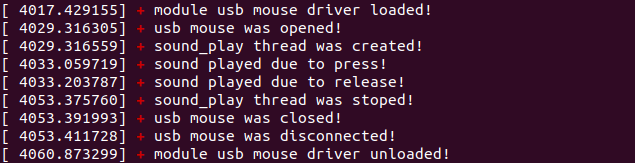 [ 4017.429155] + module usb mouse driver loaded!
[ 4029.316305] + usb mouse was opened!
[ 4029.316559] + sound_play thread was created!
[ 4033.059719] + sound played due to press!
[ 4033.203787] + sound played due to release!
[ 4053.375760] + sound_play thread was stoped!
[ 4053.391993] + usb mouse was closed!
[ 4053.411728] + usb mouse was disconnected!
[ 4060.873299] + module usb mouse driver unloaded!